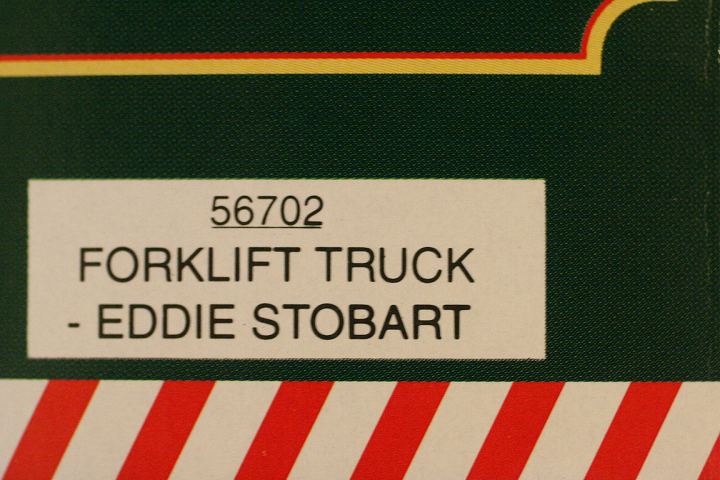 56702
FORKLIFT TRUCK
- EDDIE STOBART